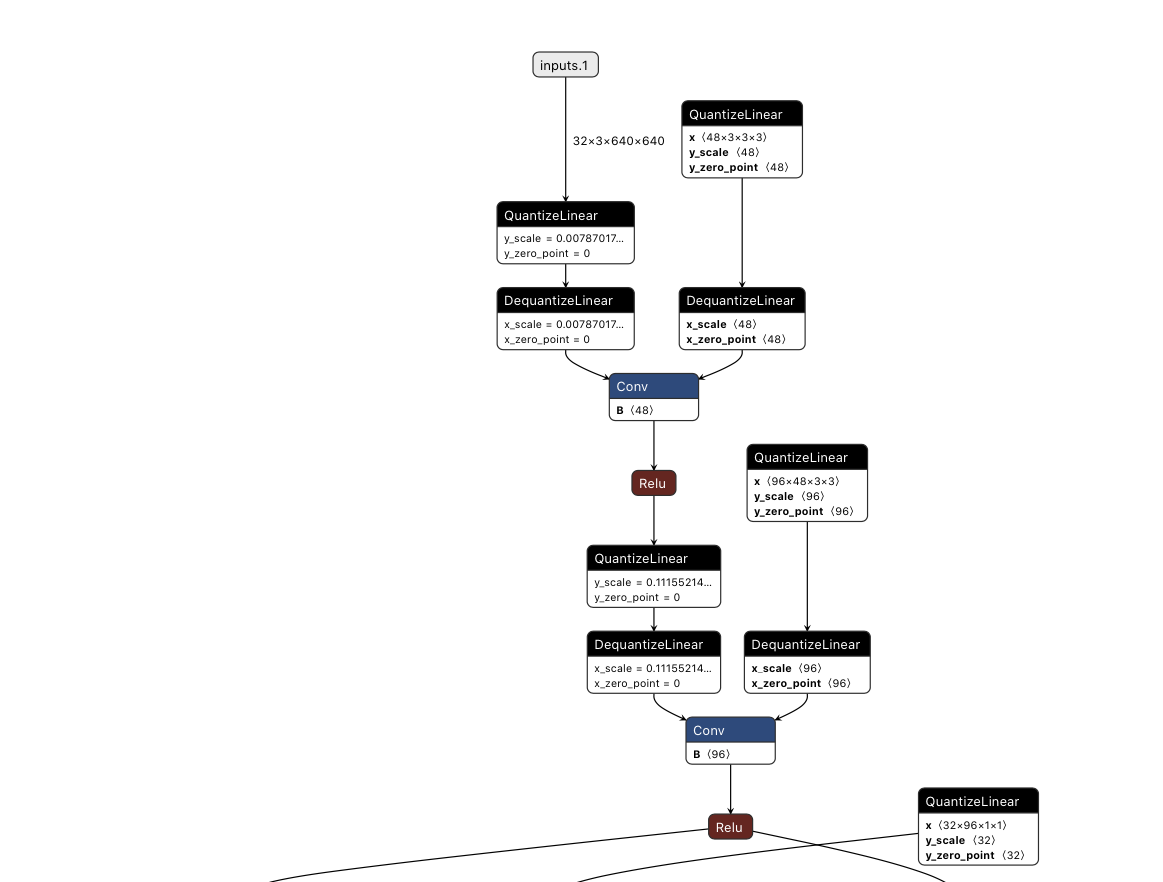 inputs.1
32×3×640×640
QuantizeLinear
x ⟨48×3×3×3⟩
y_scale ⟨48⟩
y_zero_point ⟨48⟩
QuantizeLinear
y_scale = 0.00787017…
y_zero_point = 0
DequantizeLinear
x_scale = 0.00787017…
x_zero_point = 0
DequantizeLinear
x_scale ⟨48⟩
x_zero_point ⟨48⟩
Conv
B ⟨48⟩
Relu
QuantizeLinear
x ⟨96×48×3×3⟩
y_scale ⟨96⟩
y_zero_point ⟨96⟩
QuantizeLinear
y_scale = 0.11155214…
y_zero_point = 0
DequantizeLinear
x_scale = 0.11155214…
x_zero_point = 0
DequantizeLinear
x_scale ⟨96⟩
x_zero_point ⟨96⟩
Conv
B ⟨96⟩
Relu
QuantizeLinear
x ⟨32×96×1×1⟩
y_scale ⟨32⟩
y_zero_point ⟨32⟩